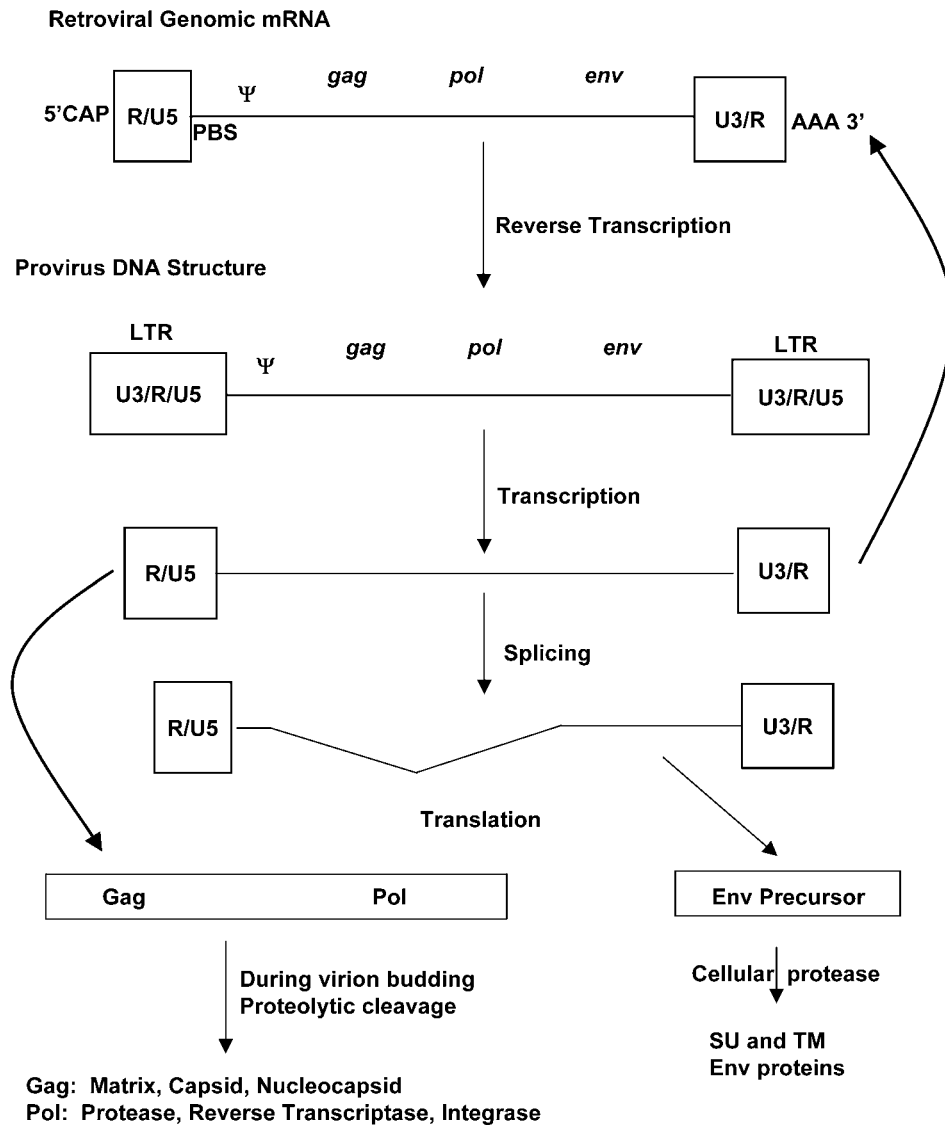 Retroviral Genomic mRNA
gag pol env
Ψ
5'CAP R/U5 U3/R AAA 3'
PBS
Reverse Transcription
Provirus DNA Structure
LTR gag pol env LTR
Ψ
U3/R/U5 U3/R/U5
Transcription
R/U5 U3/R
Splicing
R/U5 U3/R
Translation
Gag Pol Env Precursor
During virion budding
Proteolytic cleavage
Cellular protease
SU and TM
Env proteins
Gag: Matrix, Capsid, Nucleocapsid
Pol: Protease, Reverse Transcriptase, Integrase